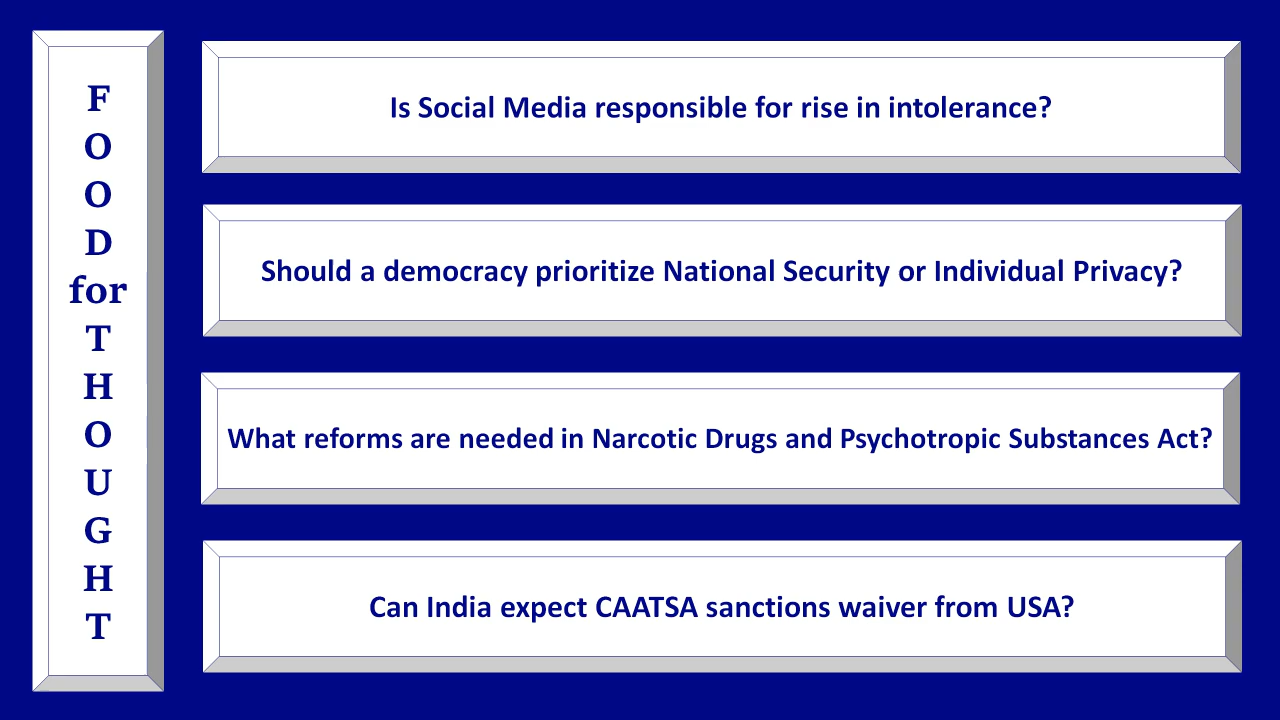 F
O
O
D
for
T
H
O
U
G
H
T
Is Social Media responsible for rise in intolerance?
Should a democracy prioritize National Security or Individual Privacy?
What reforms are needed in Narcotic Drugs and Psychotropic Substances Act?
Can India expect CAATSA sanctions waiver from USA?